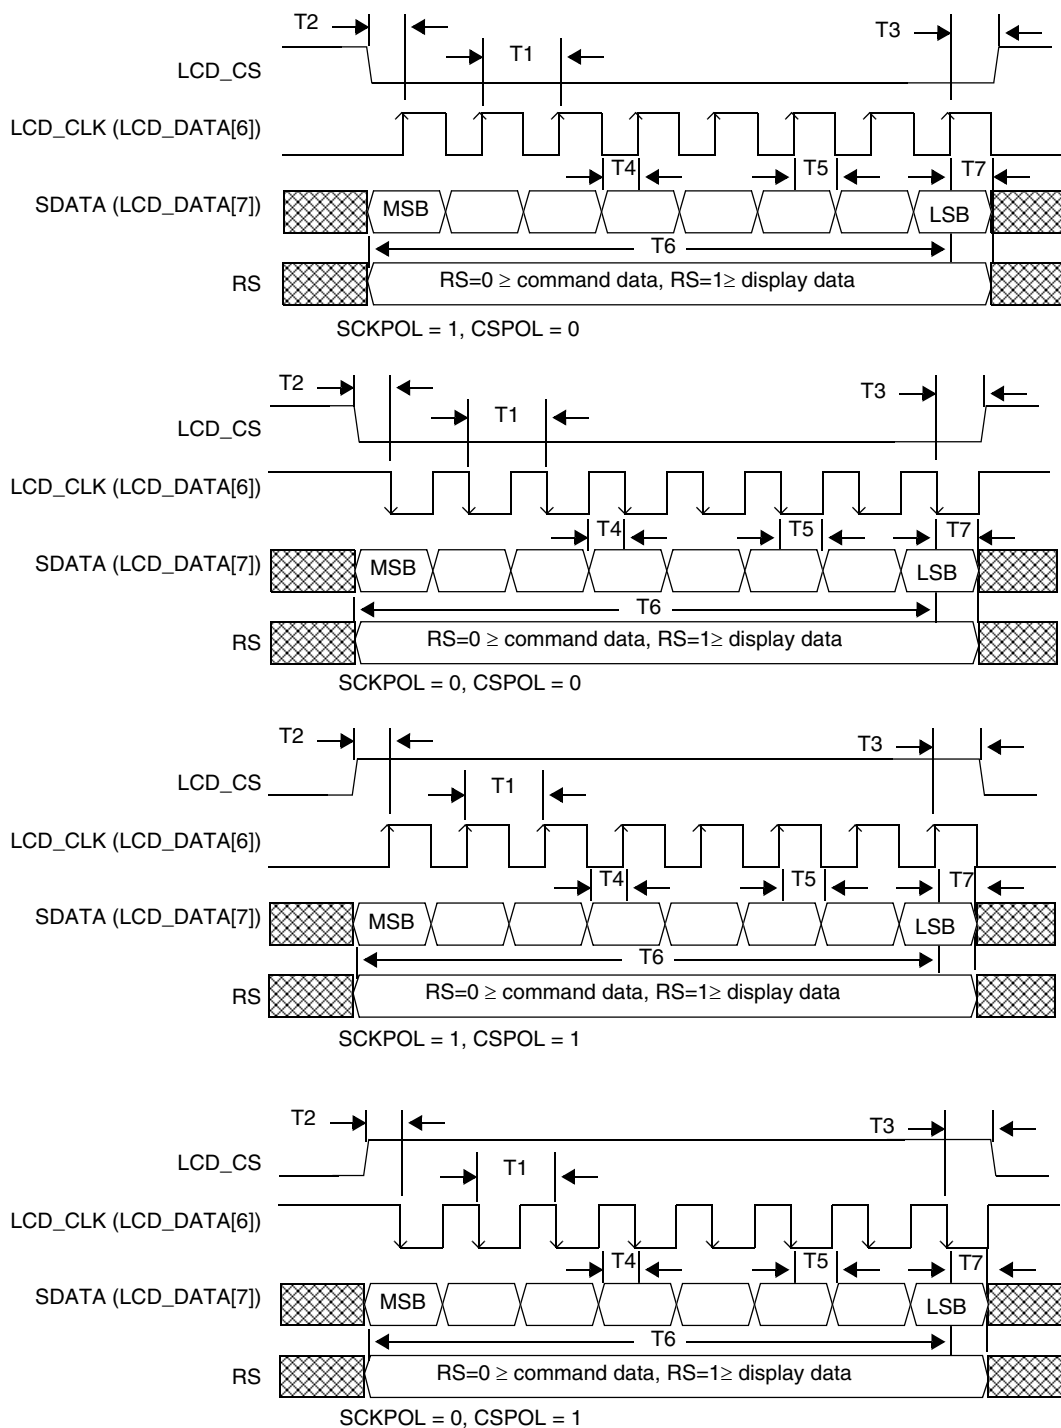 T2
T3
T1
LCD_CS
LCD_CLK (LCD_DATA[6])
T4 T5 T7
SDATA (LCD_DATA[7])
MSB LSB
T6
RS
RS=0 ≥ command data, RS=1≥ display data
SCKPOL = 1, CSPOL = 0
T2
T3
T1
LCD_CS
LCD_CLK (LCD_DATA[6])
T4 T5 T7
SDATA (LCD_DATA[7])
MSB LSB
T6
RS
RS=0 ≥ command data, RS=1≥ display data
SCKPOL = 0, CSPOL = 0
T2
T3
LCD_CS
T1
LCD_CLK (LCD_DATA[6])
T4 T5 T7
SDATA (LCD_DATA[7])
MSB LSB
T6
RS
RS=0 ≥ command data, RS=1≥ display data
SCKPOL = 1, CSPOL = 1
T2
T3
LCD_CS
T1
LCD_CLK (LCD_DATA[6])
T4 T5 T7
SDATA (LCD_DATA[7])
MSB LSB
T6
RS
RS=0 ≥ command data, RS=1≥ display data
SCKPOL = 0, CSPOL = 1